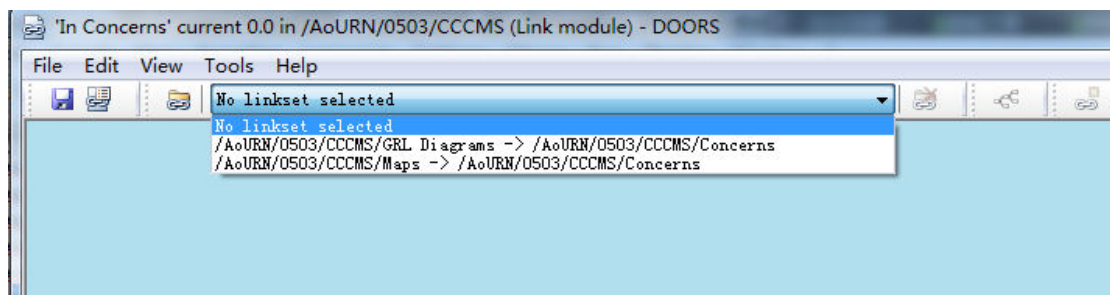 'In Concerns' current 0.0 in /AoURN/0503/CCCMS (Link module) - DOORS
File Edit View Tools Help
No linkset selected
No linkset selected
/AoURN/0503/CCCMS/GRL Diagrams -> /AoURN/0503/CCCMS/Concerns
/AoURN/0503/CCCMS/Maps -> /AoURN/0503/CCCMS/Concerns